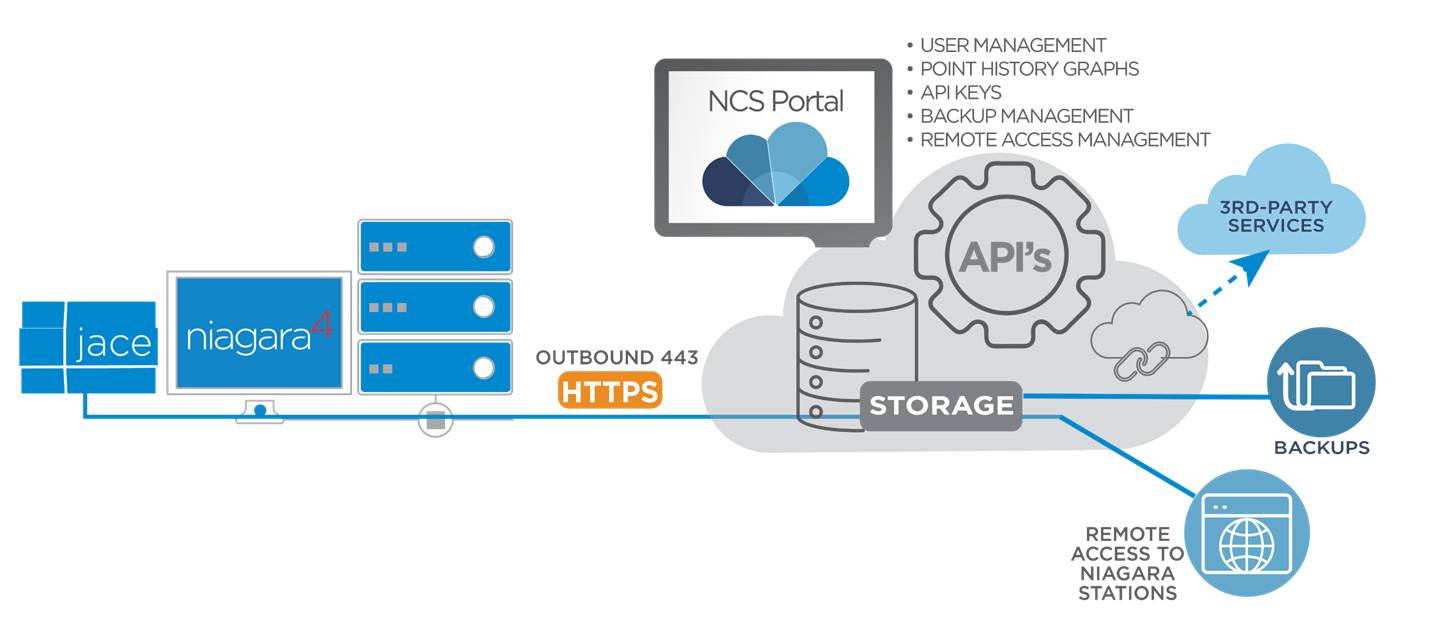 • USER MANAGEMENT
• POINT HISTORY GRAPHS
• API KEYS
• BACKUP MANAGEMENT
• REMOTE ACCESS MANAGEMENT
NCS Portal
3RD-PARTY
SERVICES
API's
jace
niagara4
OUTBOUND 443
HTTPS
STORAGE
BACKUPS
REMOTE
ACCESS TO
NIAGARA
STATIONS